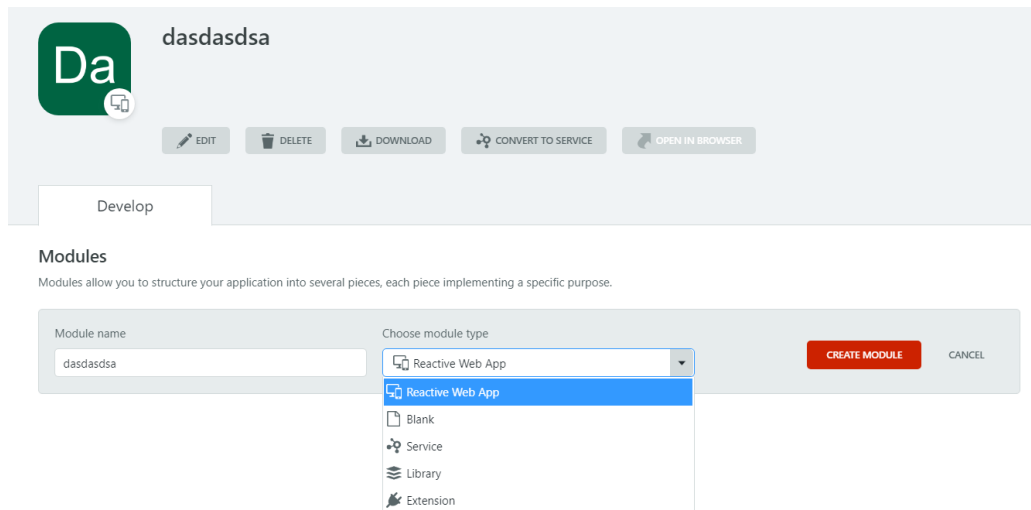 Da
dasdasdsa
EDIT
DELETE
DOWNLOAD
CONVERT TO SERVICE
OPEN IN BROWSER
Develop
Modules
Modules allow you to structure your application into several pieces, each piece implementing a specific purpose.
Module name
Choose module type
dasdasdsa
Reactive Web App
CREATE MODULE
CANCEL
Reactive Web App
Blank
Service
Library
Extension